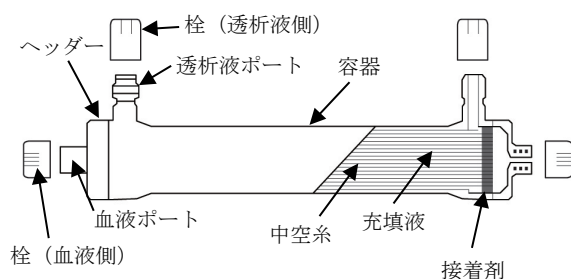 栓（透析液側）
ヘッダー
透析液ポート
容器
血液ポート
中空糸
充填液
栓（血液側）
接着剤